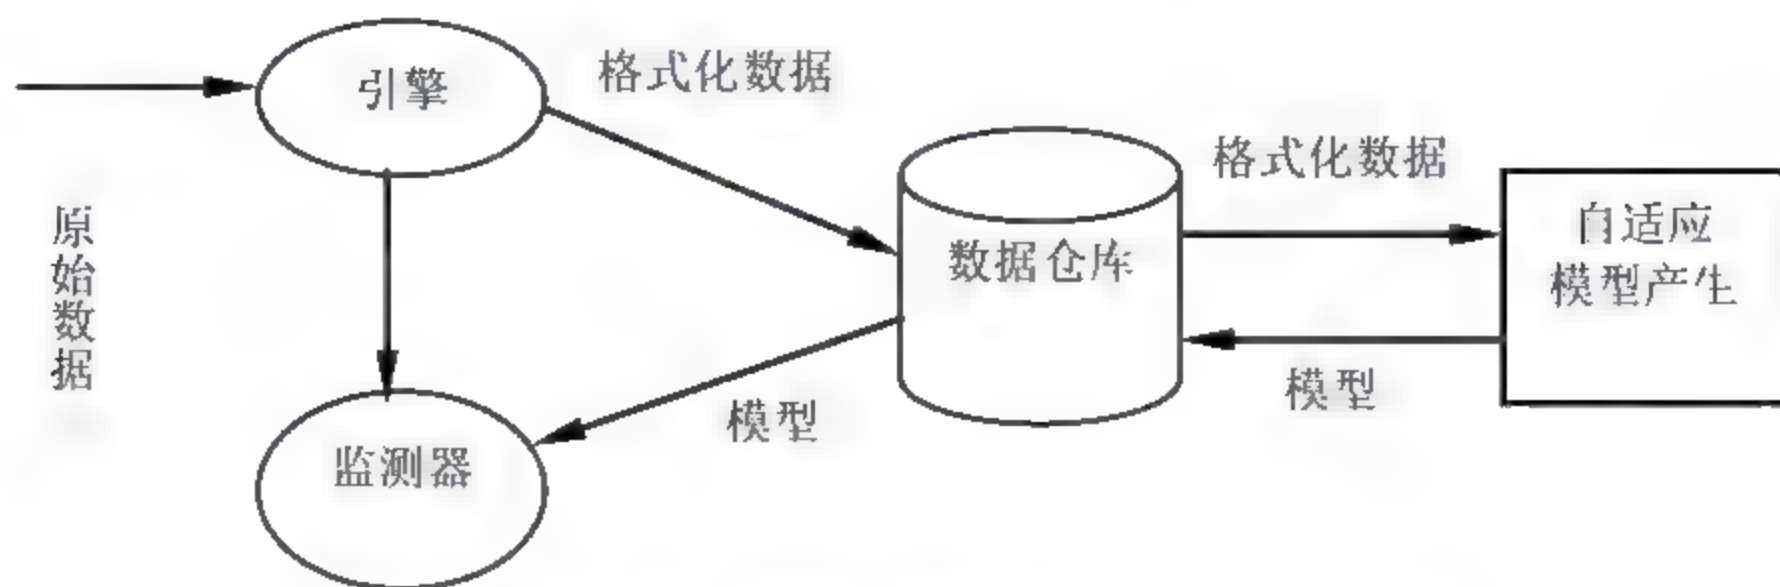 引擎
格式化数据
格式化数据
原始数据
数据仓库
自适应
模型产生
模型
模型
监测器